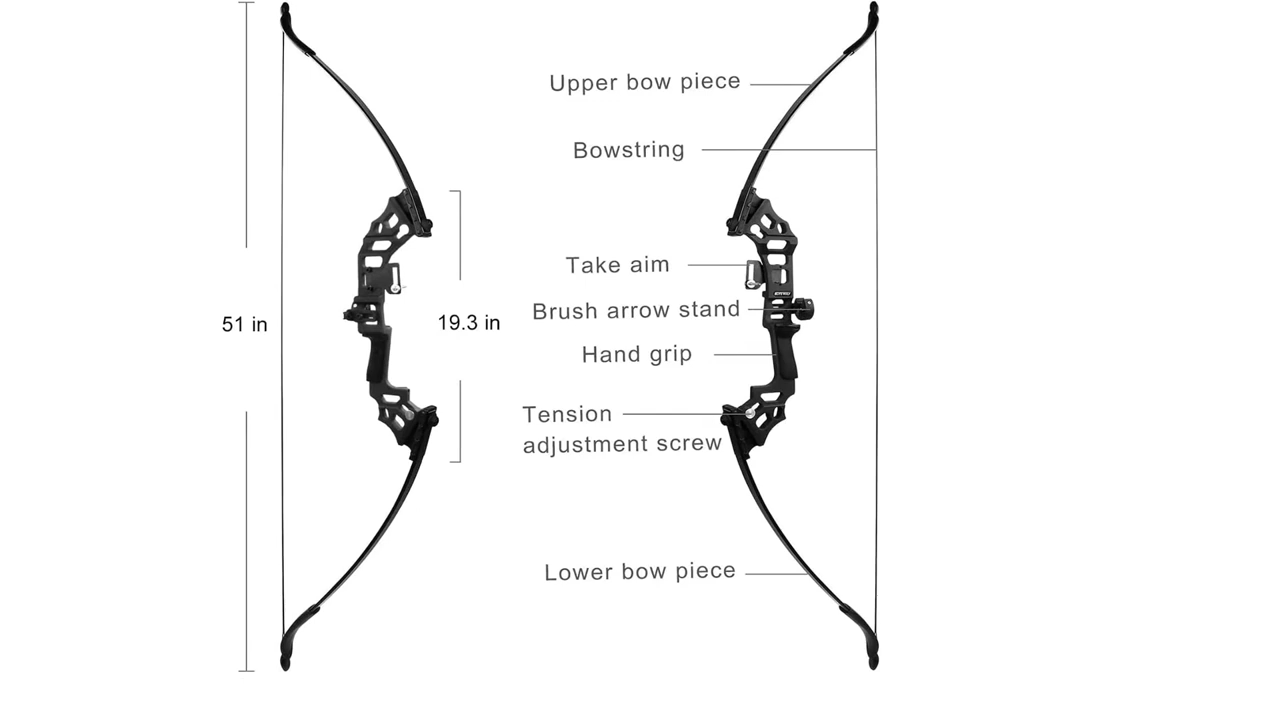 Upper bow piece
Bowstring
Take aim
Brush arrow stand
51 in
19.3 in
Hand grip
Tension
adjustment screw
Lower bow piece